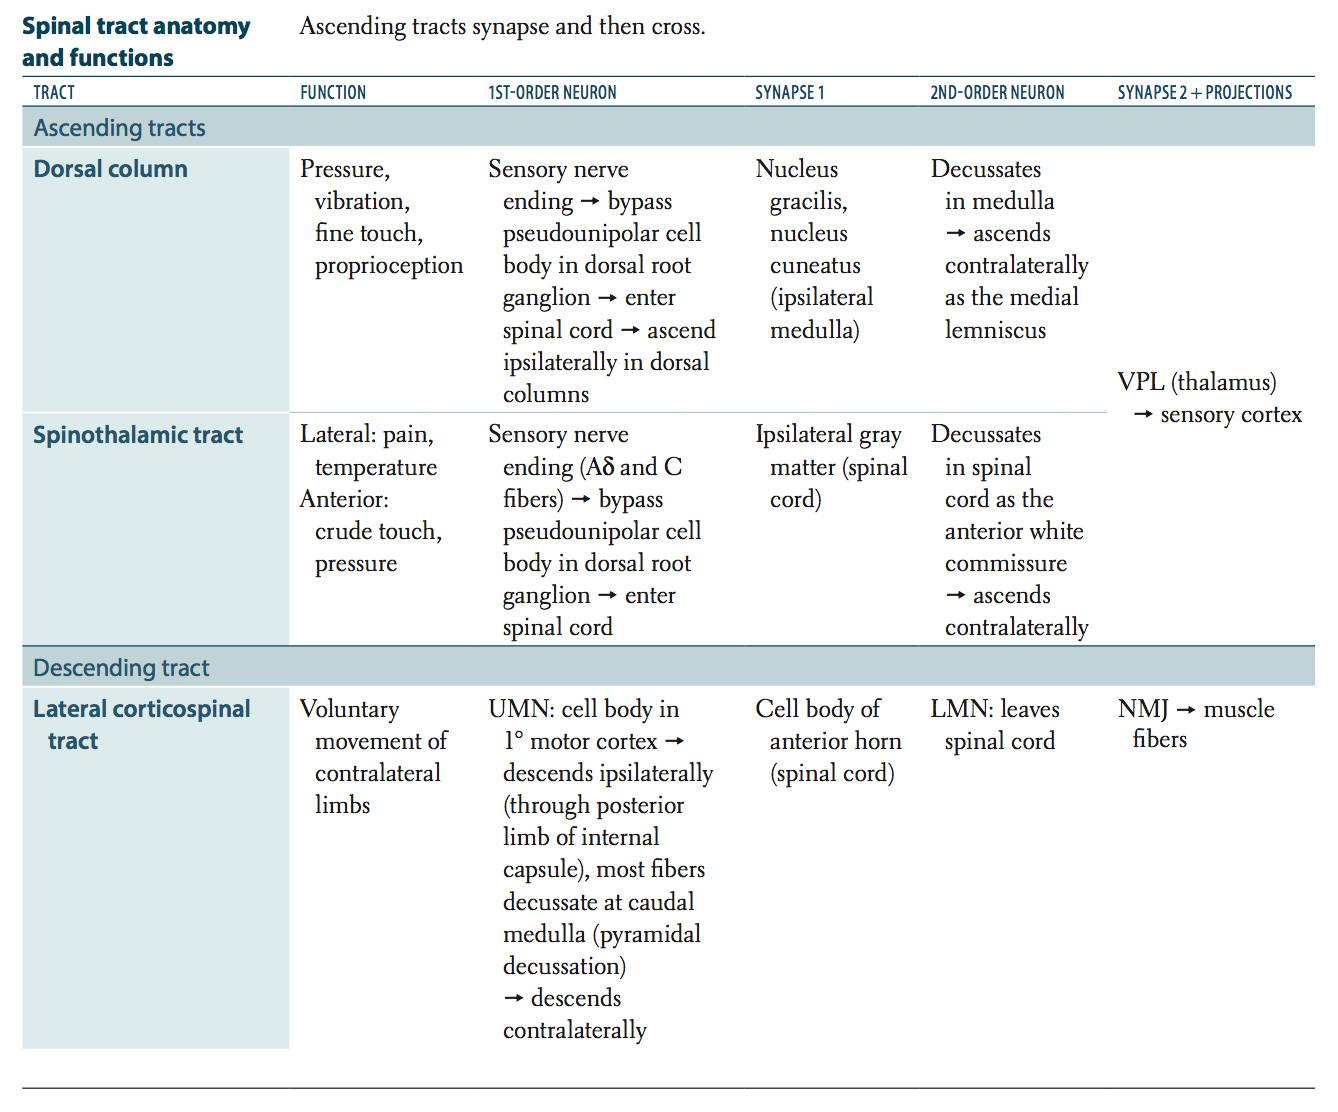 Spinal tract anatomy
and functions
Ascending tracts synapse and then cross.
TRACT
FUNCTION
1ST-ORDER NEURON
SYNAPSE 1
2ND-ORDER NEURON
SYNAPSE 2 + PROJECTIONS
Ascending tracts
Dorsal column
Pressure,
vibration,
fine touch,
proprioception
Sensory nerve
ending → bypass
pseudounipolar cell
body in dorsal root
ganglion → enter
spinal cord → ascend
ipsilaterally in dorsal
columns
Nucleus
gracilis,
nucleus
cuneatus
(ipsilateral
medulla)
Decussates
in medulla
→ ascends
contralaterally
as the medial
lemniscus
VPL (thalamus)
→ sensory cortex
Spinothalamic tract
Lateral: pain,
temperature
Anterior:
crude touch,
pressure
Sensory nerve
ending (Aδ and C
fibers) → bypass
pseudounipolar cell
body in dorsal root
ganglion → enter
spinal cord
Ipsilateral gray
matter (spinal
cord)
Decussates
in spinal
cord as the
anterior white
commissure
→ ascends
contralaterally
Descending tract
Lateral corticospinal
tract
Voluntary
movement of
contralateral
limbs
UMN: cell body in
1° motor cortex →
descends ipsilaterally
(through posterior
limb of internal
capsule), most fibers
decussate at caudal
medulla (pyramidal
decussation)
→ descends
contralaterally
Cell body of
anterior horn
(spinal cord)
LMN: leaves
spinal cord
NMJ → muscle
fibers